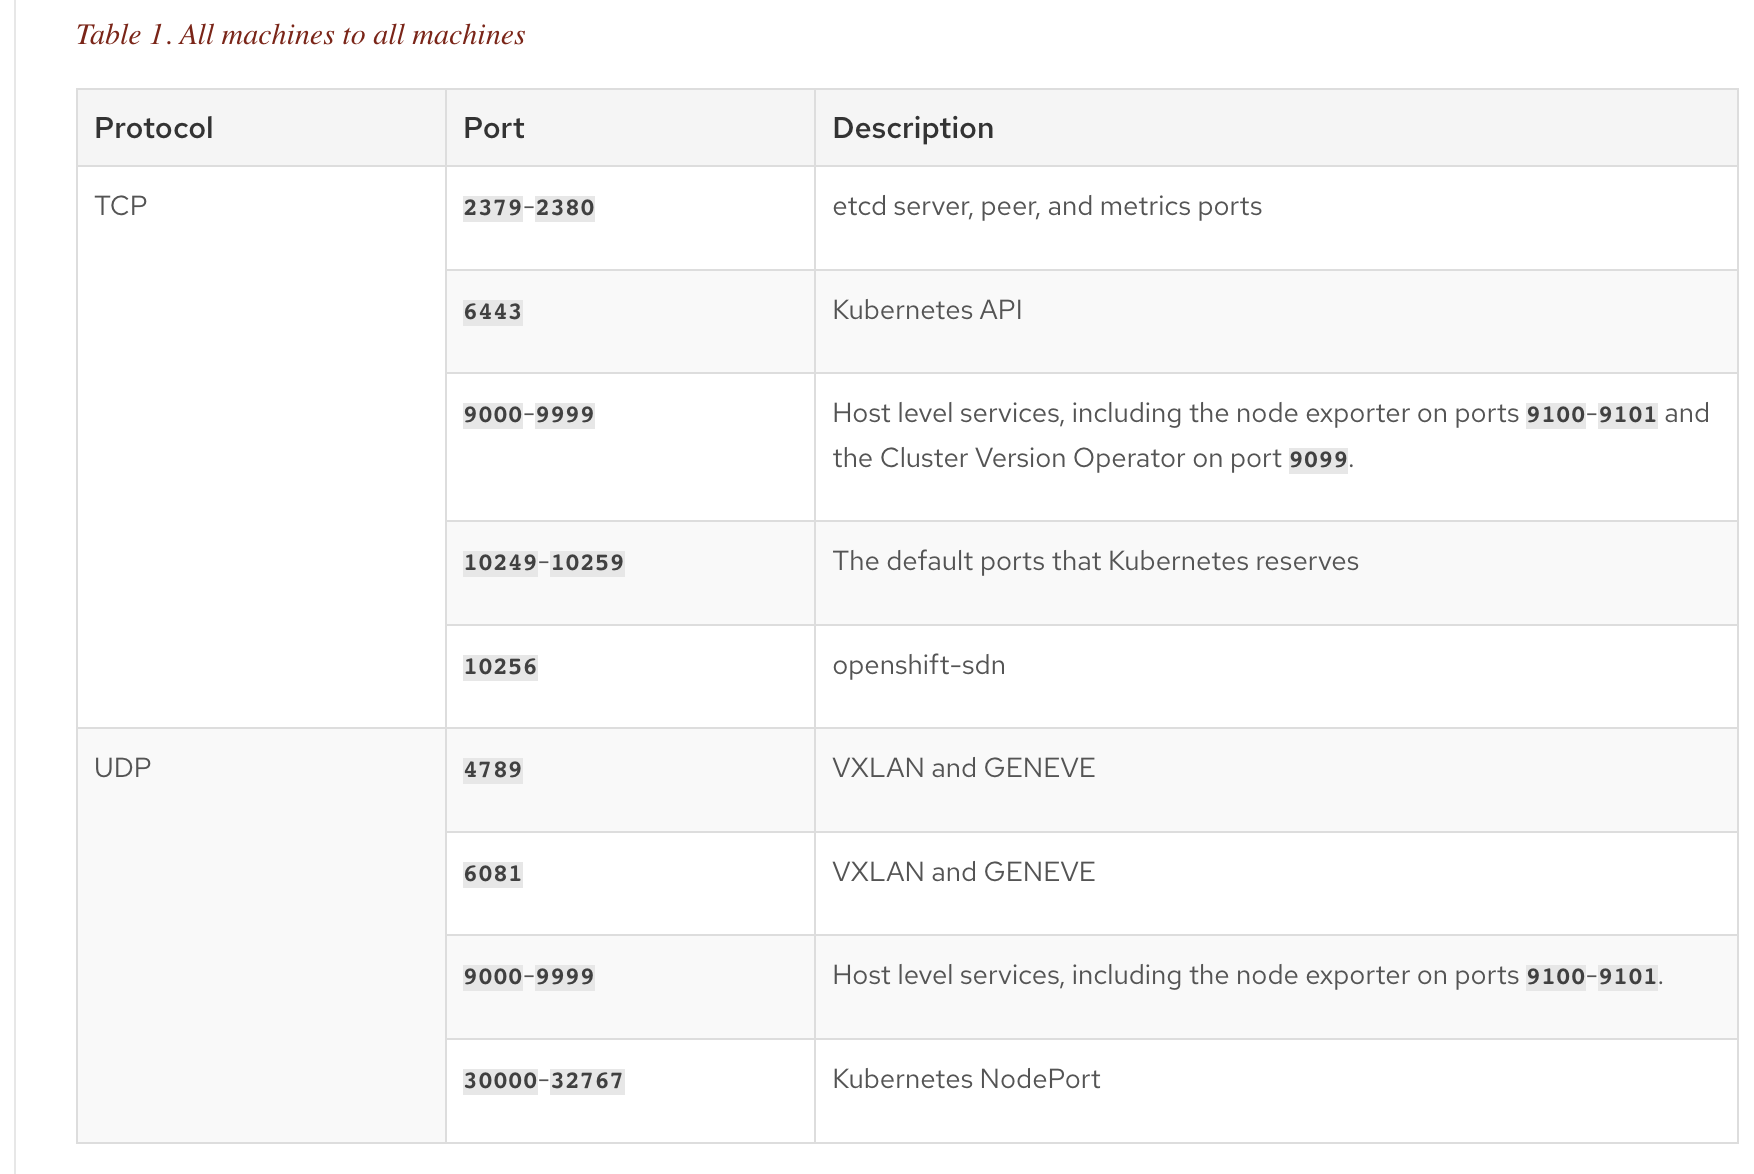 Table 1. All machines to all machines
Protocol Port Description
TCP 2379-2380 etcd server, peer, and metrics ports
6443 Kubernetes API
9000-9999 Host level services, including the node exporter on ports 9100-9101 and
the Cluster Version Operator on port 9099.
10249-10259 The default ports that Kubernetes reserves
10256 openshift-sdn
UDP 4789 VXLAN and GENEVE
6081 VXLAN and GENEVE
9000-9999 Host level services, including the node exporter on ports 9100-9101.
30000-32767 Kubernetes NodePort